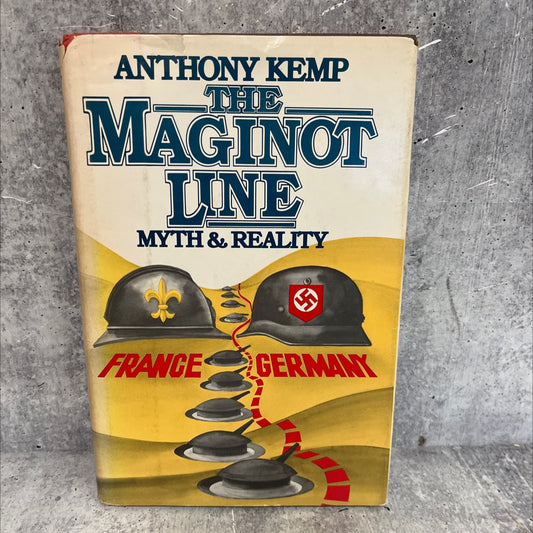 ANTHONY KEMP
THE
MAGINOT
LINE
MYTH & REALITY
FRANCE GERMANY